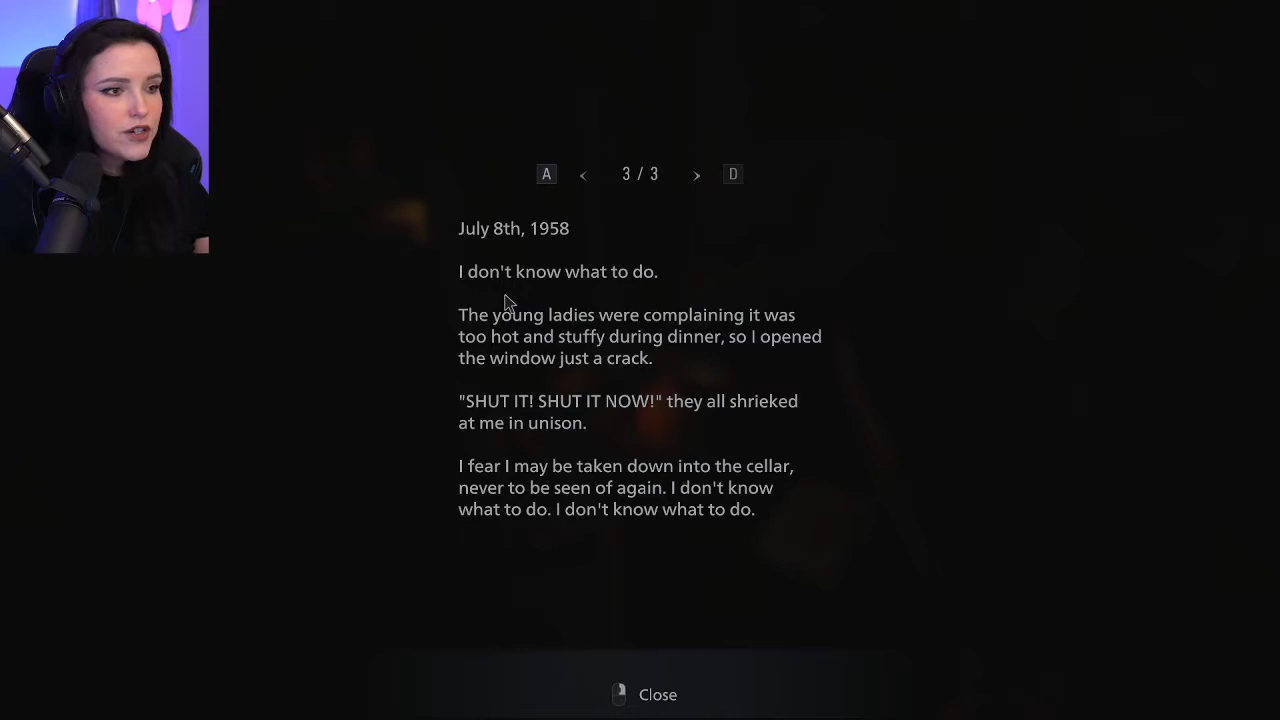 A < 3 / 3 > D
July 8th, 1958
I don't know what to do.
The young ladies were complaining it was
too hot and stuffy during dinner, so I opened
the window just a crack.
"SHUT IT! SHUT IT NOW!" they all shrieked
at me in unison.
I fear I may be taken down into the cellar,
never to be seen of again. I don't know
what to do. I don't know what to do.
Close